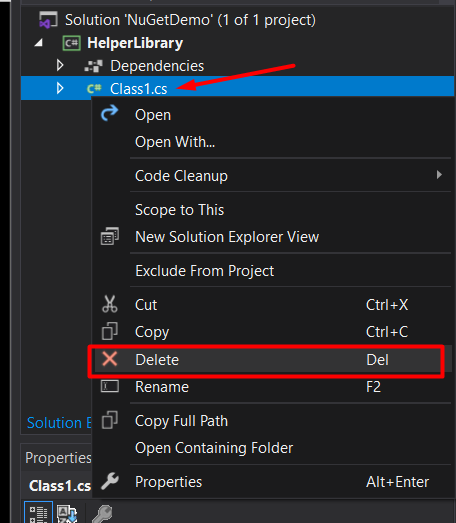 Solution 'NuGetDemo' (1 of 1 project)
C# HelperLibrary
Dependencies
C# Class1.cs
Open
Open With...
Code Cleanup
Scope to This
New Solution Explorer View
Exclude From Project
Cut Ctrl+X
Copy Ctrl+C
Delete Del
Rename F2
Solution E
Copy Full Path
Open Containing Folder
Properties
Properties Alt+Enter
Class1.cs